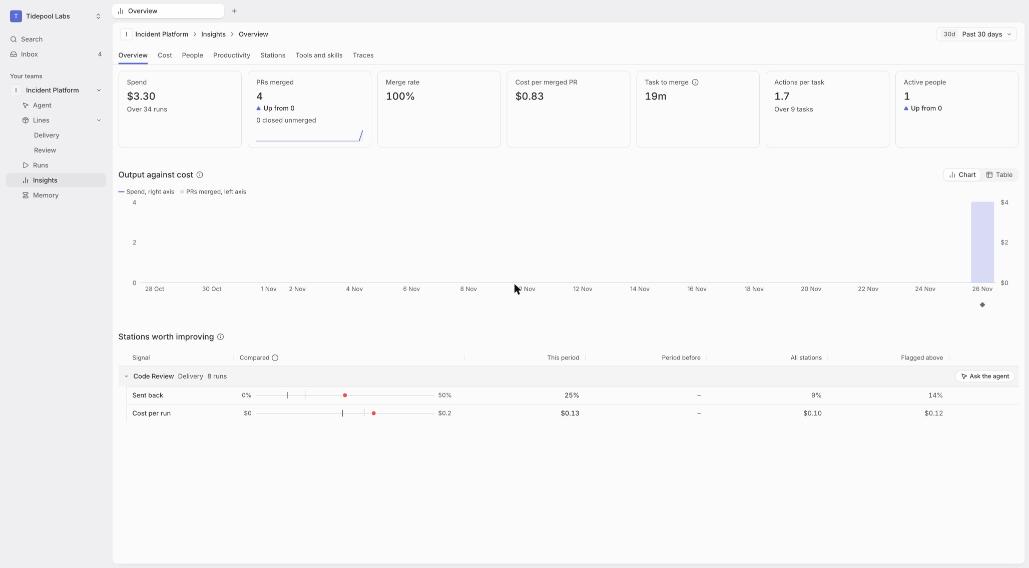 T Tidepool Labs
Search
Inbox 4
Your teams
I Incident Platform
Agent
Lines
Delivery
Review
Runs
Insights
Memory
Overview +
I Incident Platform > Insights > Overview
30d Past 30 days
Overview Cost People Productivity Stations Tools and skills Traces
Spend
$3.30
Over 34 runs
PRs merged
4
Up from 0
0 closed unmerged
Merge rate
100%
Cost per merged PR
$0.83
Task to merge
19m
Actions per task
1.7
Over 9 tasks
Active people
1
Up from 0
Output against cost
Chart Table
Spend, right axis PRs merged, left axis
4 $4
2 $2
0 $0
28 Oct 30 Oct 1 Nov 2 Nov 4 Nov 6 Nov 8 Nov Nov 12 Nov 14 Nov 16 Nov 18 Nov 20 Nov 22 Nov 24 Nov 26 Nov
Stations worth improving
Signal Compared This period Period before All stations Flagged above
Code Review Delivery 8 runs Ask the agent
Sent back 0% 50% 25% – 9% 14%
Cost per run $0 $0.2 $0.13 – $0.10 $0.12